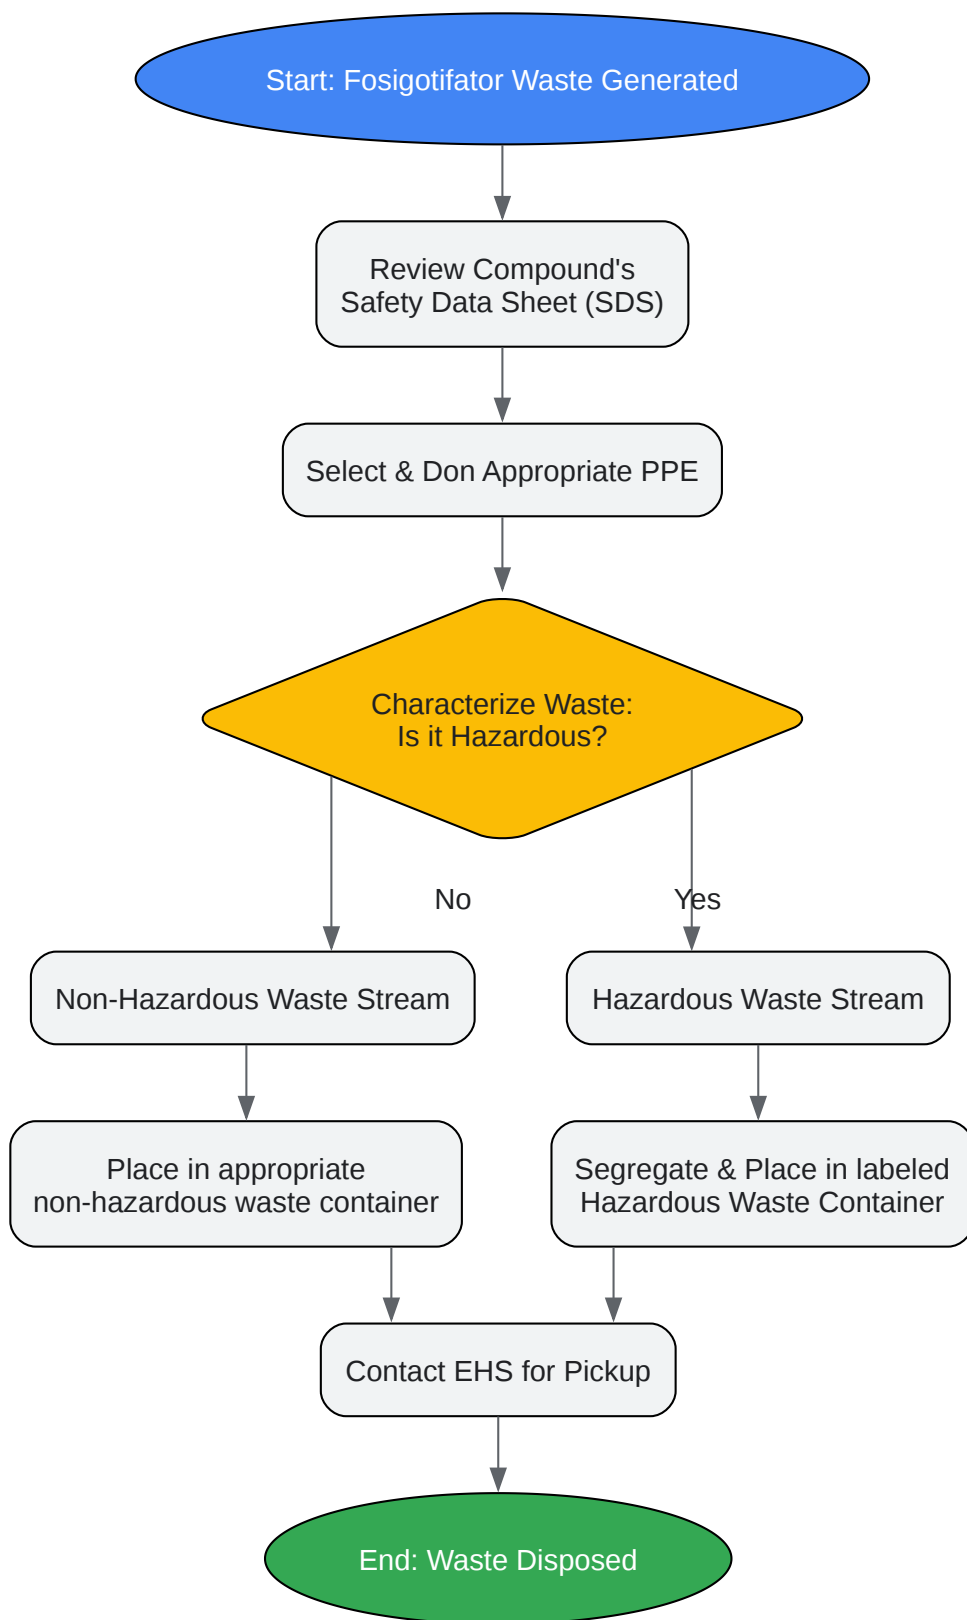 Start: Fosigotifator Waste Generated
Review Compound's
Safety Data Sheet (SDS)
Select & Don Appropriate PPE
Characterize Waste:
Is it Hazardous?
No
Yes
Non-Hazardous Waste Stream
Hazardous Waste Stream
Place in appropriate
non-hazardous waste container
Segregate & Place in labeled
Hazardous Waste Container
Contact EHS for Pickup
End: Waste Disposed